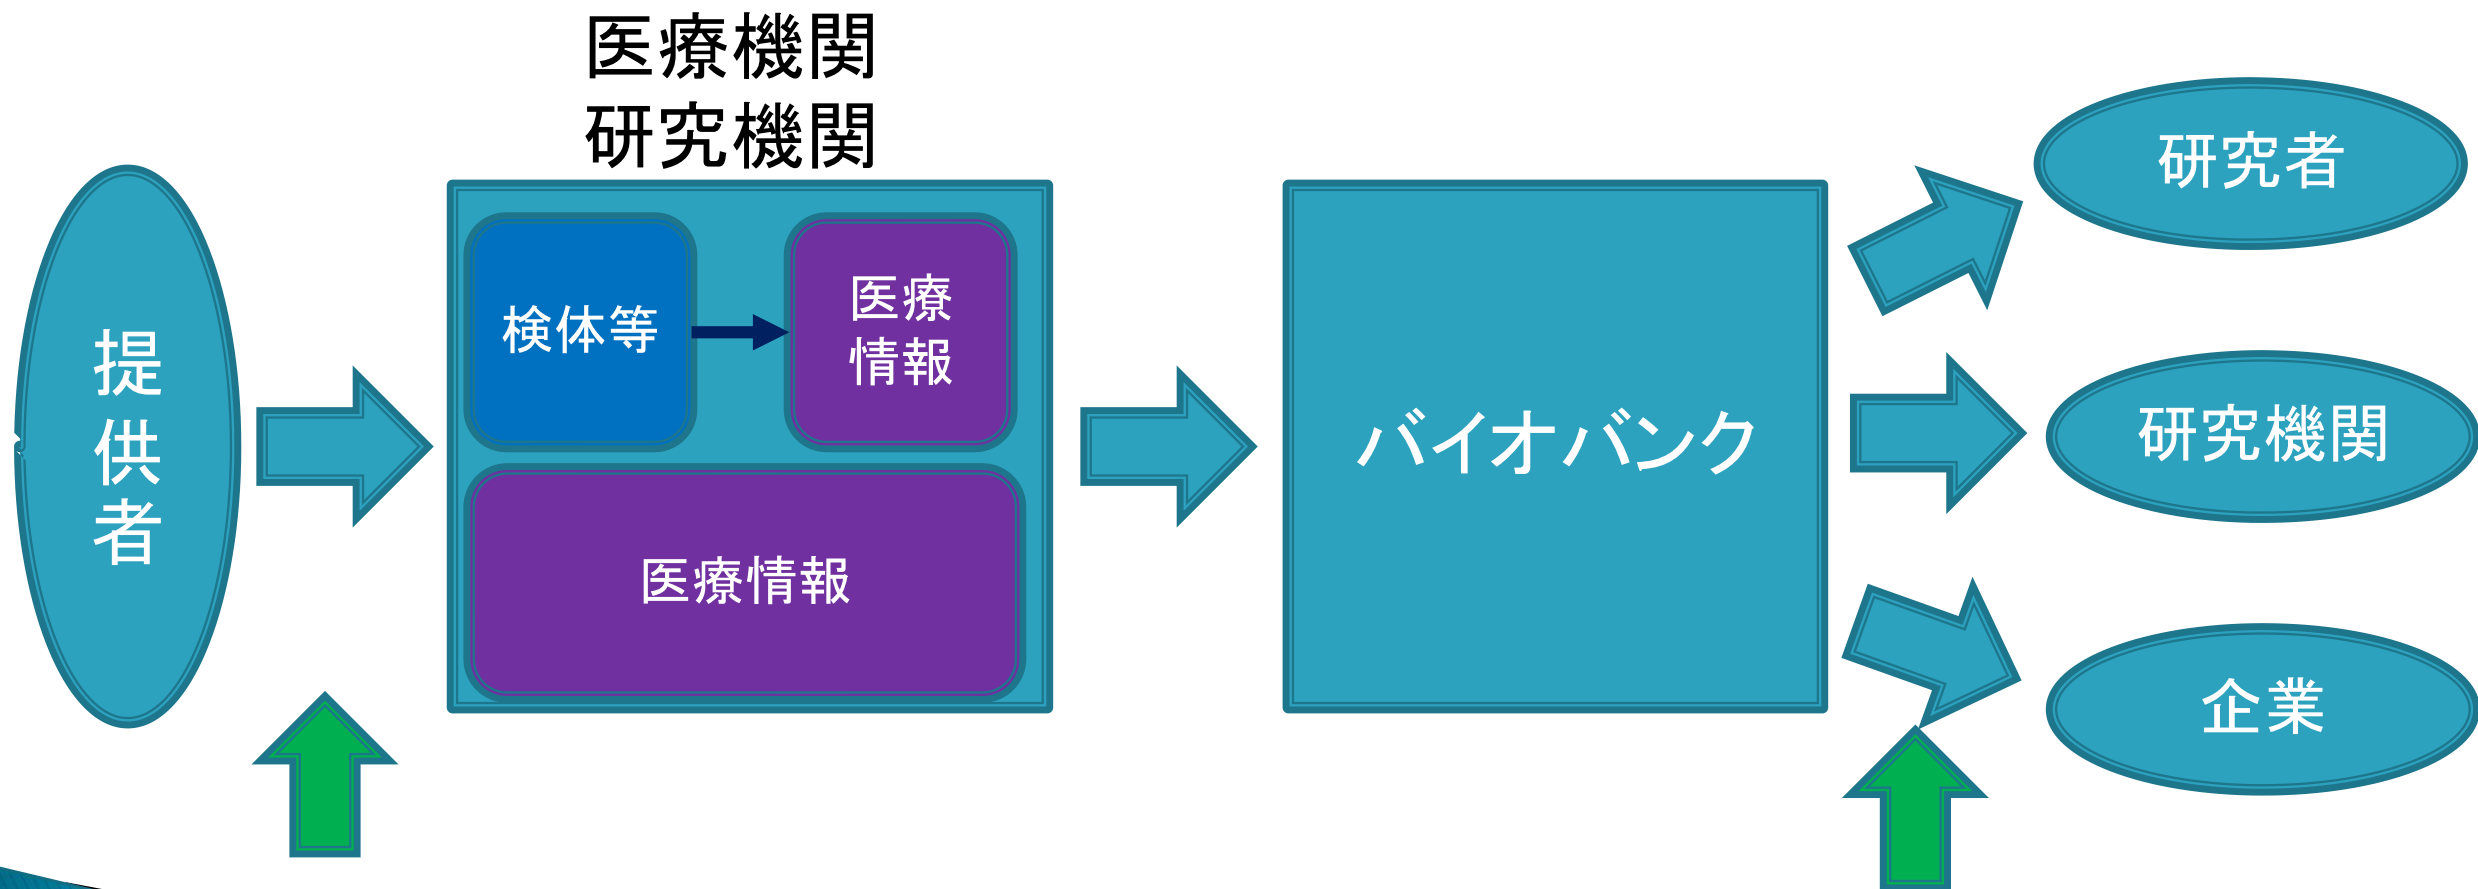 医療機関
研究機関
提供者
検体等
医療
情報
医療情報
バイオバンク
研究者
研究機関
企業